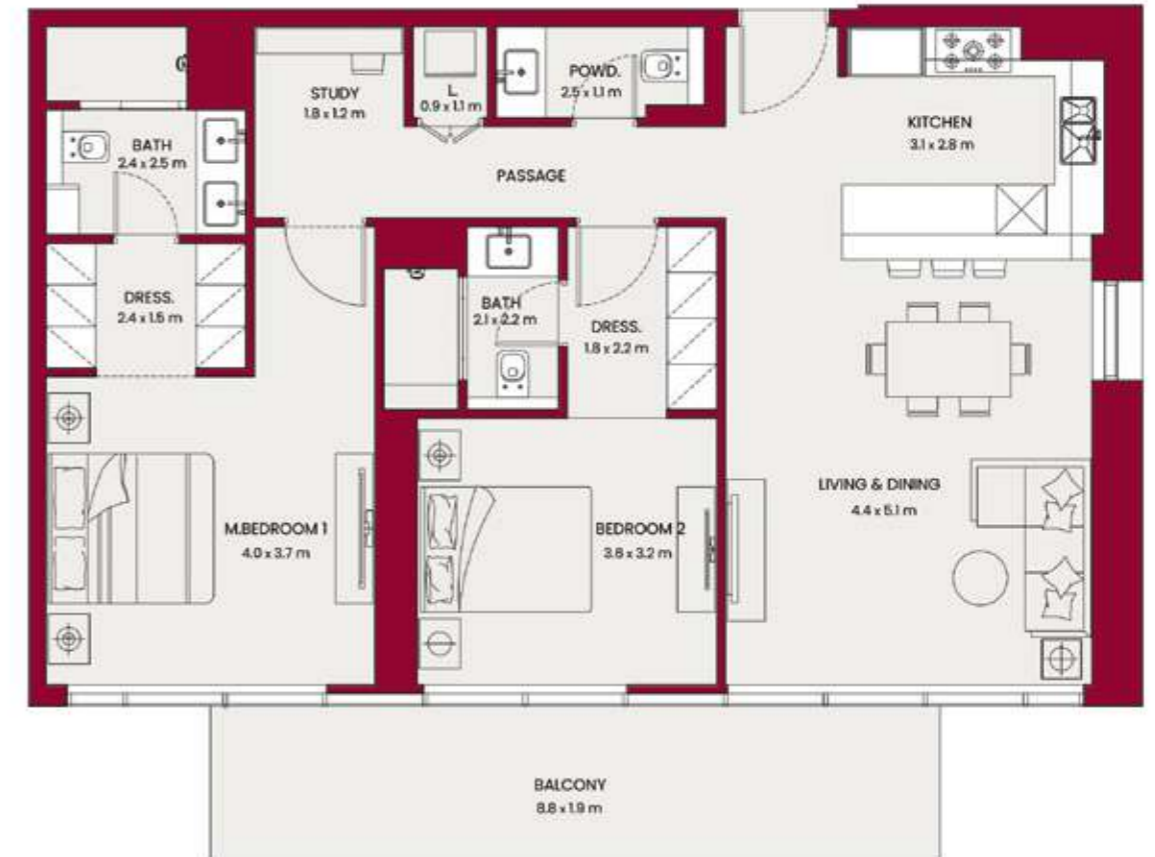 POWD.
2.5 x 1.1 m
STUDY
1.8 x 1.2 m
L
0.9 x 1.1 m
KITCHEN
3.1 x 2.8 m
BATH
2.4 x 2.5 m
PASSAGE
DRESS.
2.4 x 1.5 m
BATH
2.1 x 2.2 m
DRESS.
1.8 x 2.2 m
LIVING & DINING
4.4 x 5.1 m
M.BEDROOM 1
4.0 x 3.7 m
BEDROOM 2
3.6 x 3.2 m
BALCONY
8.8 x 1.9 m